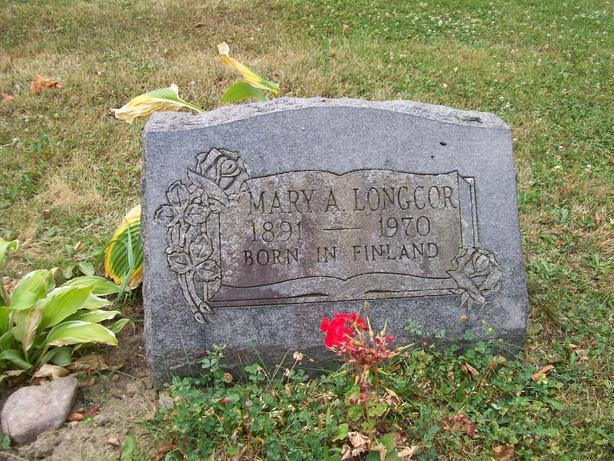 MARY A. LONGCOR
1891 — 1970
BORN IN FINLAND